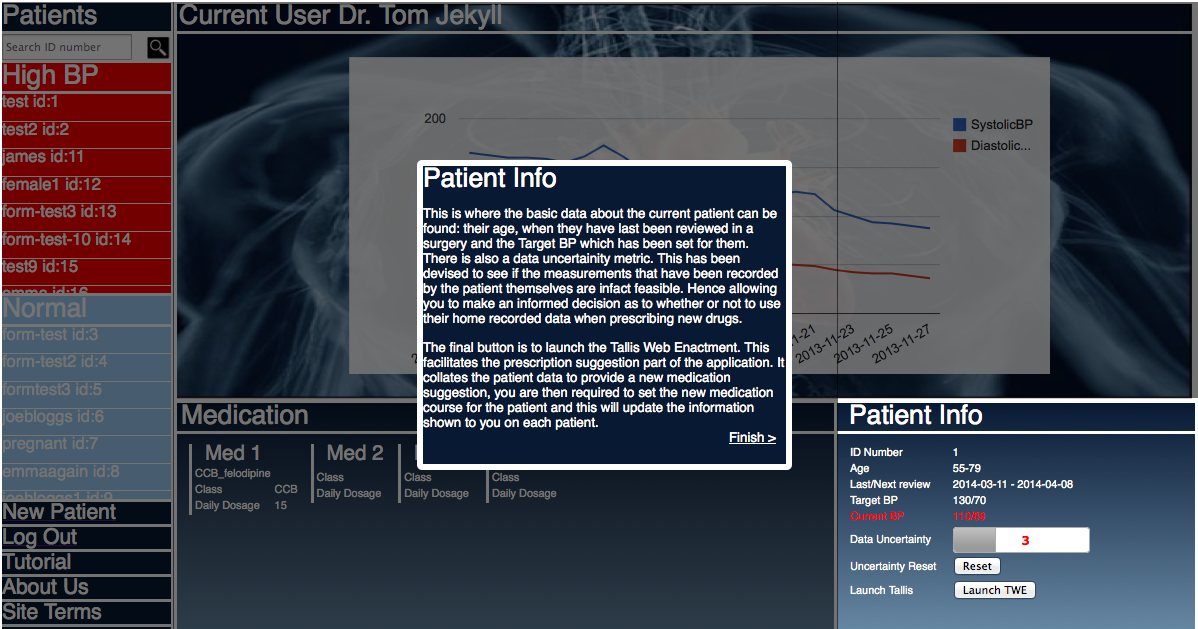 Patients
Search ID number
High BP
test id:1
test2 id:2
james id:11
female1 id:12
form-test3 id:13
form-test-10 id:14
test9 id:15
emma id:16
Normal
form-test id:3
form-test2 id:4
formtest3 id:5
joebloggs id:6
pregnant id:7
emmaagain id:8
joebloggs1 id:9
New Patient
Log Out
Tutorial
About Us
Site Terms
Current User Dr. Tom Jekyll
200
SystolicBP
Diastolic...
2013-11-23
2013-11-25
2013-11-27
Patient Info
This is where the basic data about the current patient can be
found: their age, when they have last been reviewed in a
surgery and the Target BP which has been set for them.
There is also a data uncertainity metric. This has been
devised to see if the measurements that have been recorded
by the patient themselves are infact feasible. Hence allowing
you to make an informed decision as to whether or not to use
their home recorded data when prescribing new drugs.
The final button is to launch the Tallis Web Enactment. This
facilitates the prescription suggestion part of the application. It
collates the patient data to provide a new medication
suggestion, you are then required to set the new medication
course for the patient and this will update the information
shown to you on each patient.
Finish >
Medication
Med 1
CCB_felodipine
Class CCB
Daily Dosage 15
Med 2
Class
Daily Dosage
Class
Daily Dosage
Class
Daily Dosage
Patient Info
ID Number 1
Age 55-79
Last/Next review 2014-03-11 - 2014-04-08
Target BP 130/70
Current BP 110/69
Data Uncertainty 3
Uncertainty Reset Reset
Launch Tallis Launch TWE